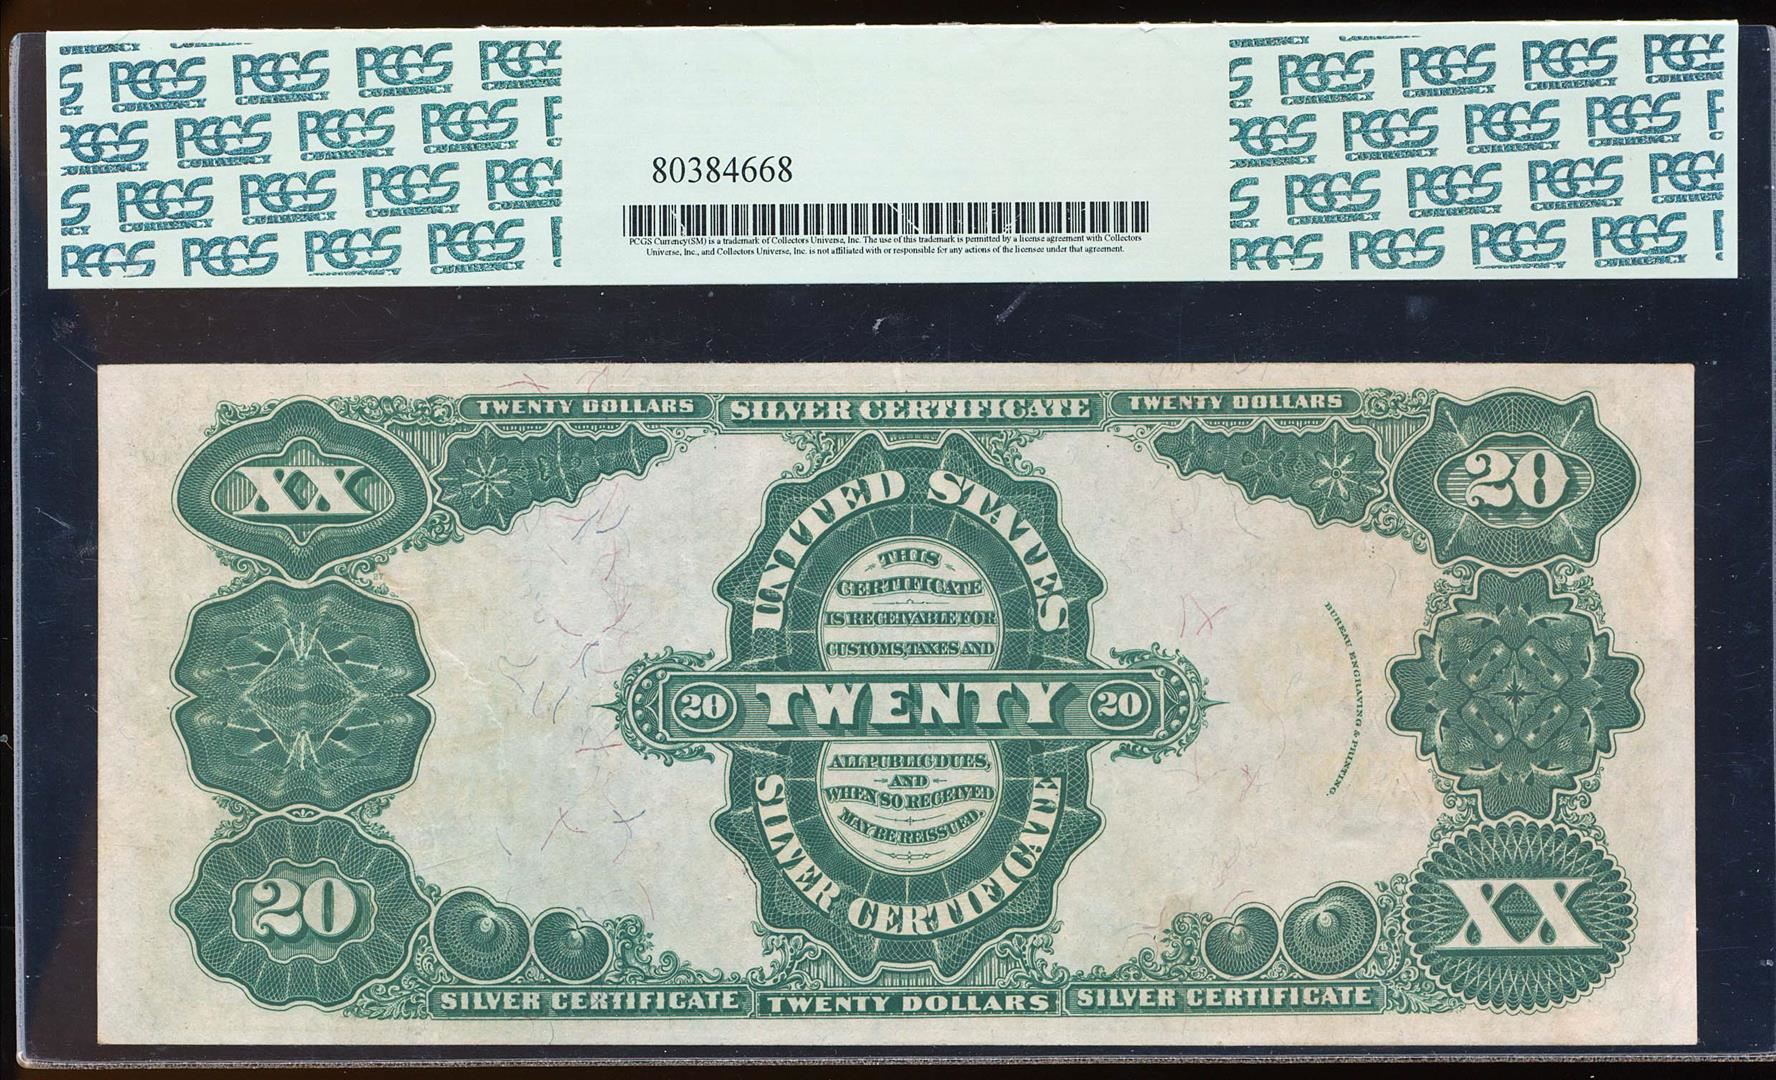 PCGS CURRENCY PCGS CURRENCY PCGS CURRENCY PCGS CURRENCY
80384668
PCGS Currency(SM) is a trademark of Collectors Universe, Inc. The use of this trademark is permitted by a license agreement with Collectors
Universe, Inc., and Collectors Universe, Inc. is not affiliated with or responsible for any actions of the licensee under that agreement.
TWENTY DOLLARS SILVER CERTIFICATE TWENTY DOLLARS
XX
20
UNITED STATES
THIS
CERTIFICATE
IS RECEIVABLE FOR
CUSTOMS, TAXES AND
20 TWENTY 20
ALL PUBLIC DUES,
AND
WHEN SO RECEIVED
MAY BE REISSUED.
SILVER CERTIFICATE
BUREAU ENGRAVING & PRINTING.
20
XX
SILVER CERTIFICATE TWENTY DOLLARS SILVER CERTIFICATE